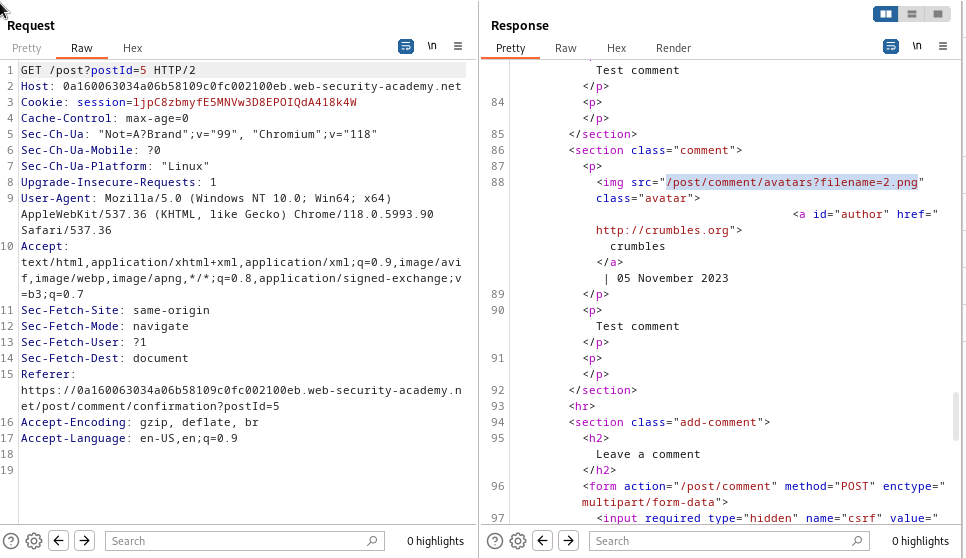 Request
Pretty Raw Hex \n
1 GET /post?postId=5 HTTP/2
2 Host: 0a160063034a06b58109c0fc002100eb.web-security-academy.net
3 Cookie: session=1jpC8zbmyfE5MNVw3D8EPOIQdA418k4W
4 Cache-Control: max-age=0
5 Sec-Ch-Ua: "Not=A?Brand";v="99", "Chromium";v="118"
6 Sec-Ch-Ua-Mobile: ?0
7 Sec-Ch-Ua-Platform: "Linux"
8 Upgrade-Insecure-Requests: 1
9 User-Agent: Mozilla/5.0 (Windows NT 10.0; Win64; x64)
AppleWebKit/537.36 (KHTML, like Gecko) Chrome/118.0.5993.90
Safari/537.36
10 Accept:
text/html,application/xhtml+xml,application/xml;q=0.9,image/avi
f,image/webp,image/apng,*/*;q=0.8,application/signed-exchange;v
=b3;q=0.7
11 Sec-Fetch-Site: same-origin
12 Sec-Fetch-Mode: navigate
13 Sec-Fetch-User: ?1
14 Sec-Fetch-Dest: document
15 Referer:
https://0a160063034a06b58109c0fc002100eb.web-security-academy.n
et/post/comment/confirmation?postId=5
16 Accept-Encoding: gzip, deflate, br
17 Accept-Language: en-US,en;q=0.9
18
19
Search 0 highlights
Response
Pretty Raw Hex Render \n
Test comment
</p>
84 <p>
</p>
85 </section>
86 <section class="comment">
87 <p>
88 <img src="/post/comment/avatars?filename=2.png"
class="avatar">
<a id="author" href="
http://crumbles.org">
crumbles
</a>
| 05 November 2023
89 </p>
90 <p>
Test comment
</p>
91 <p>
</p>
92 </section>
93 <hr>
94 <section class="add-comment">
95 <h2>
Leave a comment
</h2>
96 <form action="/post/comment" method="POST" enctype="
multipart/form-data">
97 <input required type="hidden" name="csrf" value="
Search 0 highlights